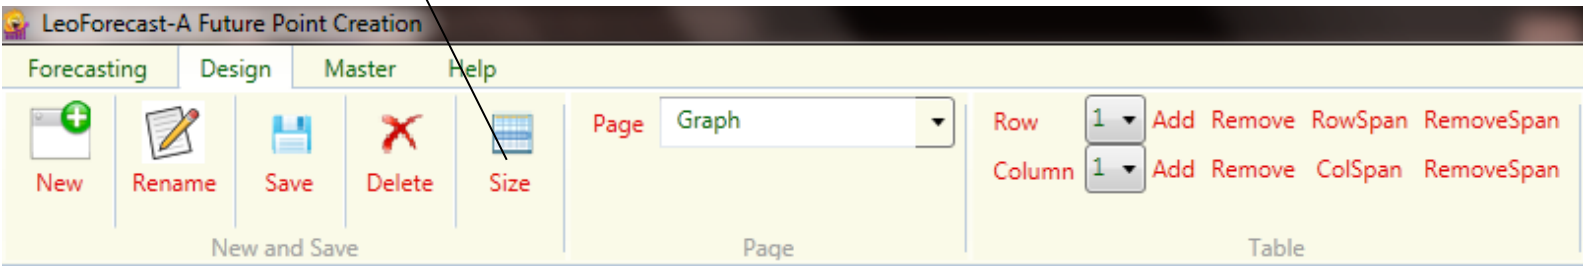 LeoForecast-A Future Point Creation
Forecasting Design Master Help
Page Graph Row 1 Add Remove RowSpan RemoveSpan
Column 1 Add Remove ColSpan RemoveSpan
New Rename Save Delete Size
New and Save Page Table